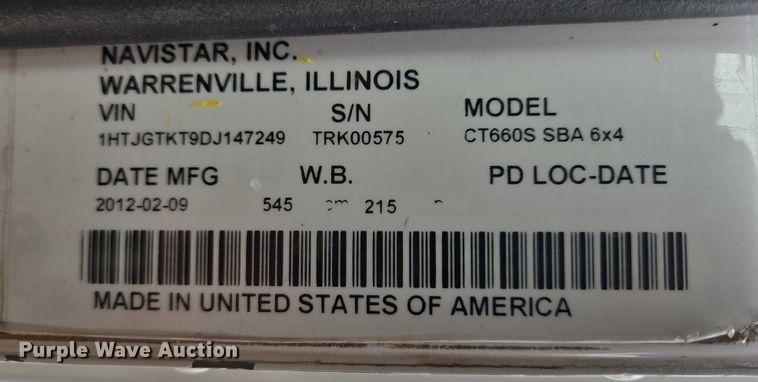 NAVISTAR, INC.
WARRENVILLE, ILLINOIS
VIN S/N MODEL
1HTJGTKT9DJ147249 TRK00575 CT660S SBA 6x4
DATE MFG W.B. PD LOC-DATE
2012-02-09 545 cm 215
MADE IN UNITED STATES OF AMERICA
Purple Wave Auction